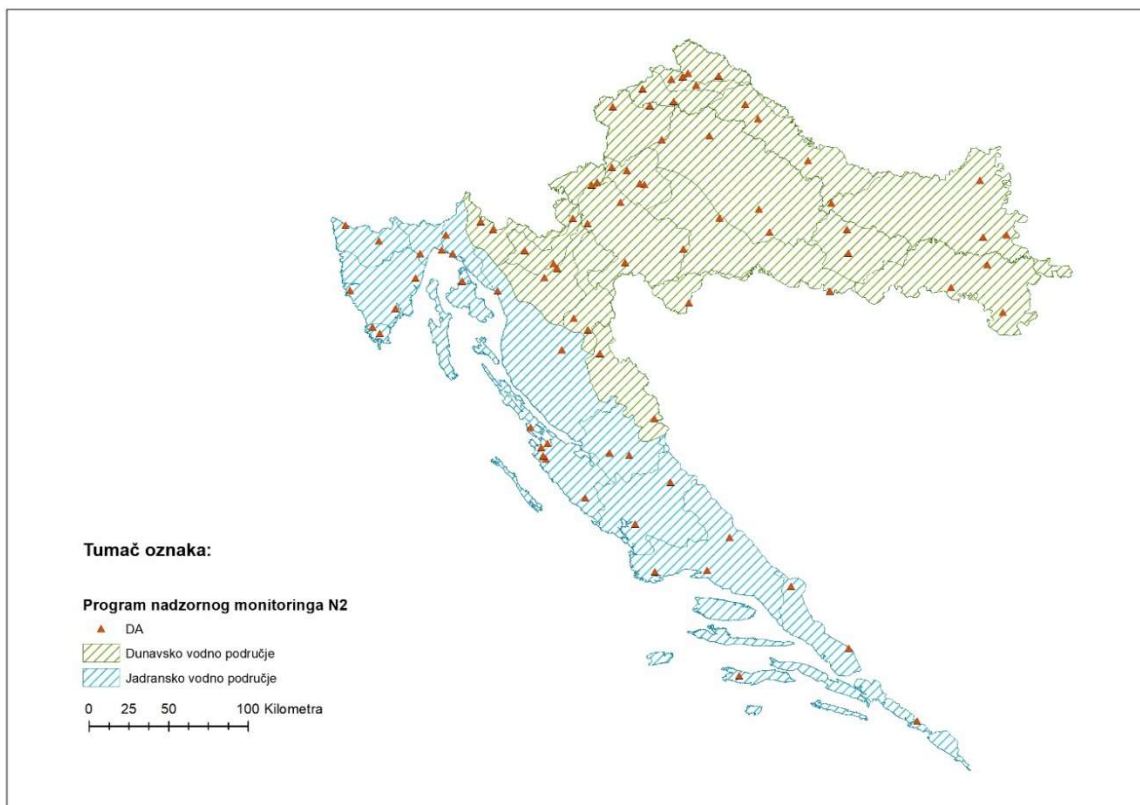 Tumač oznaka:
Program nadzornog monitoringa N2
DA
Dunavsko vodno područje
Jadransko vodno područje
0 25 50 100 Kilometra